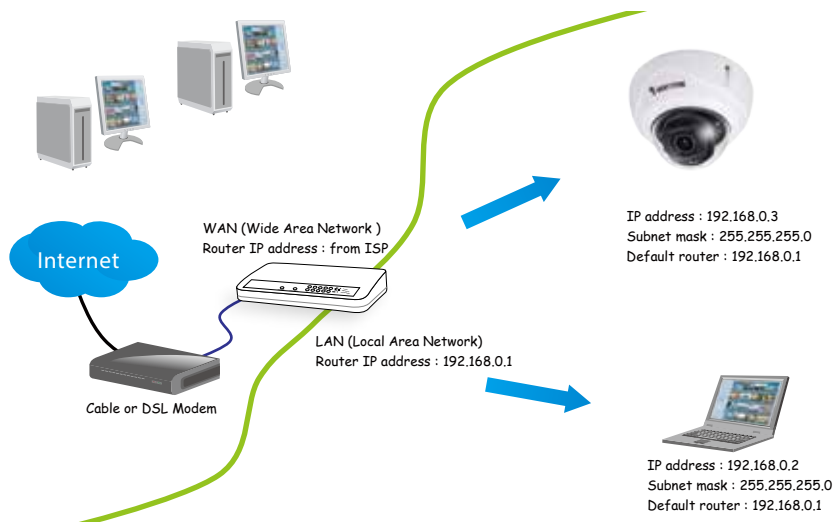 WAN (Wide Area Network )
Router IP address : from ISP
Internet
LAN (Local Area Network)
Router IP address : 192.168.0.1
Cable or DSL Modem
IP address : 192.168.0.3
Subnet mask : 255.255.255.0
Default router : 192.168.0.1
IP address : 192.168.0.2
Subnet mask : 255.255.255.0
Default router : 192.168.0.1